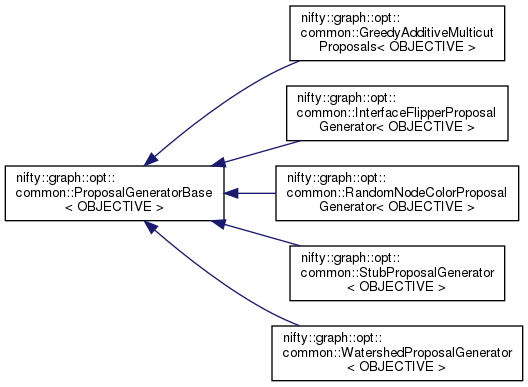 nifty::graph::opt::
common::GreedyAdditiveMulticut
Proposals< OBJECTIVE >
nifty::graph::opt::
common::InterfaceFlipperProposal
Generator< OBJECTIVE >
nifty::graph::opt::
common::ProposalGeneratorBase
< OBJECTIVE >
nifty::graph::opt::
common::RandomNodeColorProposal
Generator< OBJECTIVE >
nifty::graph::opt::
common::StubProposalGenerator
< OBJECTIVE >
nifty::graph::opt::
common::WatershedProposalGenerator
< OBJECTIVE >